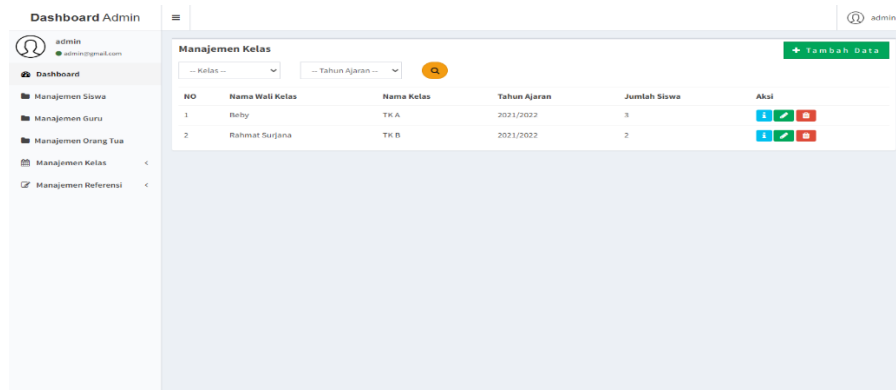 Dashboard Admin
admin
admin
admin@gmail.com
Dashboard
Manajemen Siswa
Manajemen Guru
Manajemen Orang Tua
Manajemen Kelas
Manajemen Referensi
Manajemen Kelas
+ Tambah Data
-- Kelas --
-- Tahun Ajaran --
NO Nama Wali Kelas Nama Kelas Tahun Ajaran Jumlah Siswa Aksi
1 Beby TK A 2021/2022 3
2 Rahmat Surjana TK B 2021/2022 2